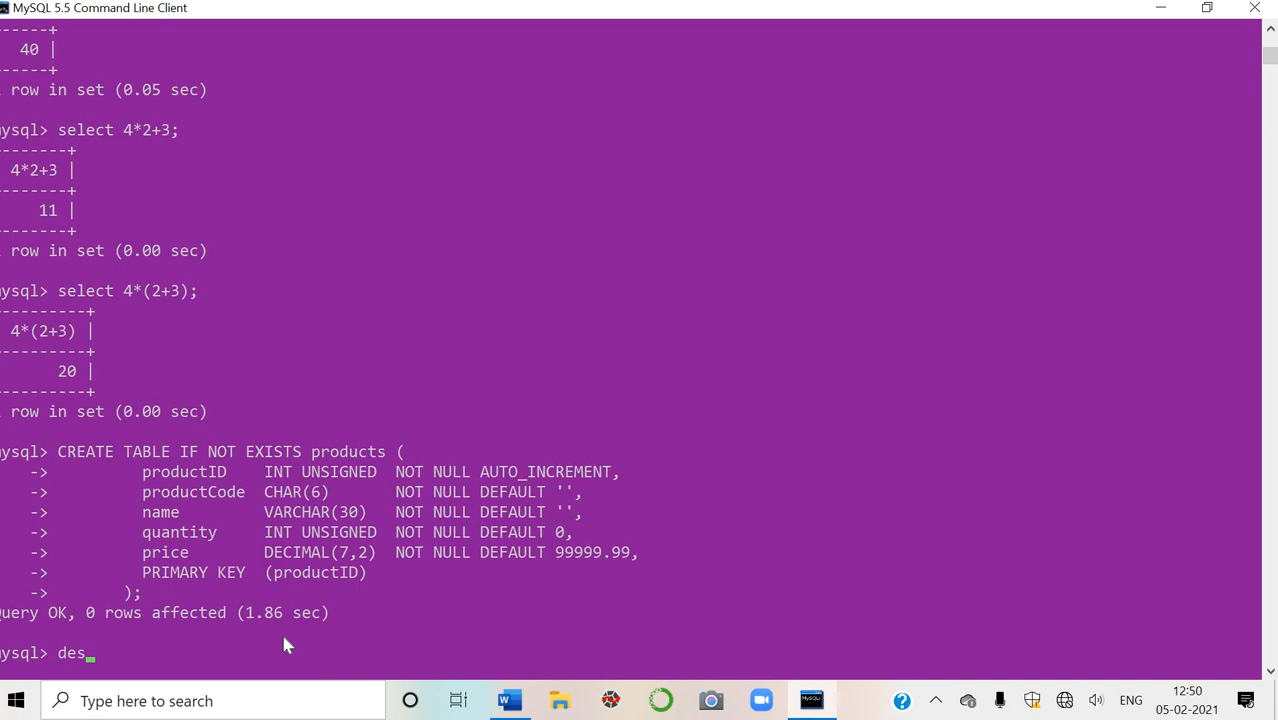 MySQL 5.5 Command Line Client
------+
40 |
------+
row in set (0.05 sec)
mysql> select 4*2+3;
--------+
4*2+3 |
--------+
11 |
--------+
row in set (0.00 sec)
mysql> select 4*(2+3);
----------+
4*(2+3) |
----------+
20 |
----------+
row in set (0.00 sec)
mysql> CREATE TABLE IF NOT EXISTS products (
-> productID INT UNSIGNED NOT NULL AUTO_INCREMENT,
-> productCode CHAR(6) NOT NULL DEFAULT '',
-> name VARCHAR(30) NOT NULL DEFAULT '',
-> quantity INT UNSIGNED NOT NULL DEFAULT 0,
-> price DECIMAL(7,2) NOT NULL DEFAULT 99999.99,
-> PRIMARY KEY (productID)
-> );
Query OK, 0 rows affected (1.86 sec)
mysql> des
Type here to search
ENG
12:50
05-02-2021